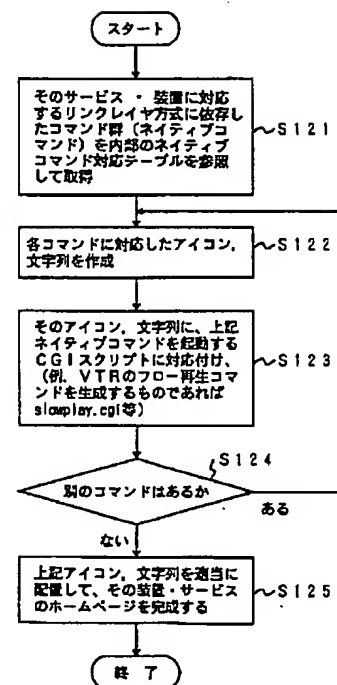 スタート
そのサービス・装置に対応
するリンクレイヤ方式に依存し
たコマンド群（ネイティブコ
マンド）を内部のネイティブ
コマンド対応テーブルを参照
して取得
～S121
各コマンドに対応したアイコン，
文字列を作成
～S122
そのアイコン，文字列に、上記
ネイティブコマンドを起動する
CGIスクリプトに対応付け、
（例．VTRのフロー再生コマ
ンドを生成するものであれば
slowplay.cgi等）
～S123
S124
別のコマンドはあるか
ある
ない
上記アイコン，文字列を適当に
配置して、その装置・サービス
のホームページを完成する
～S125
終了